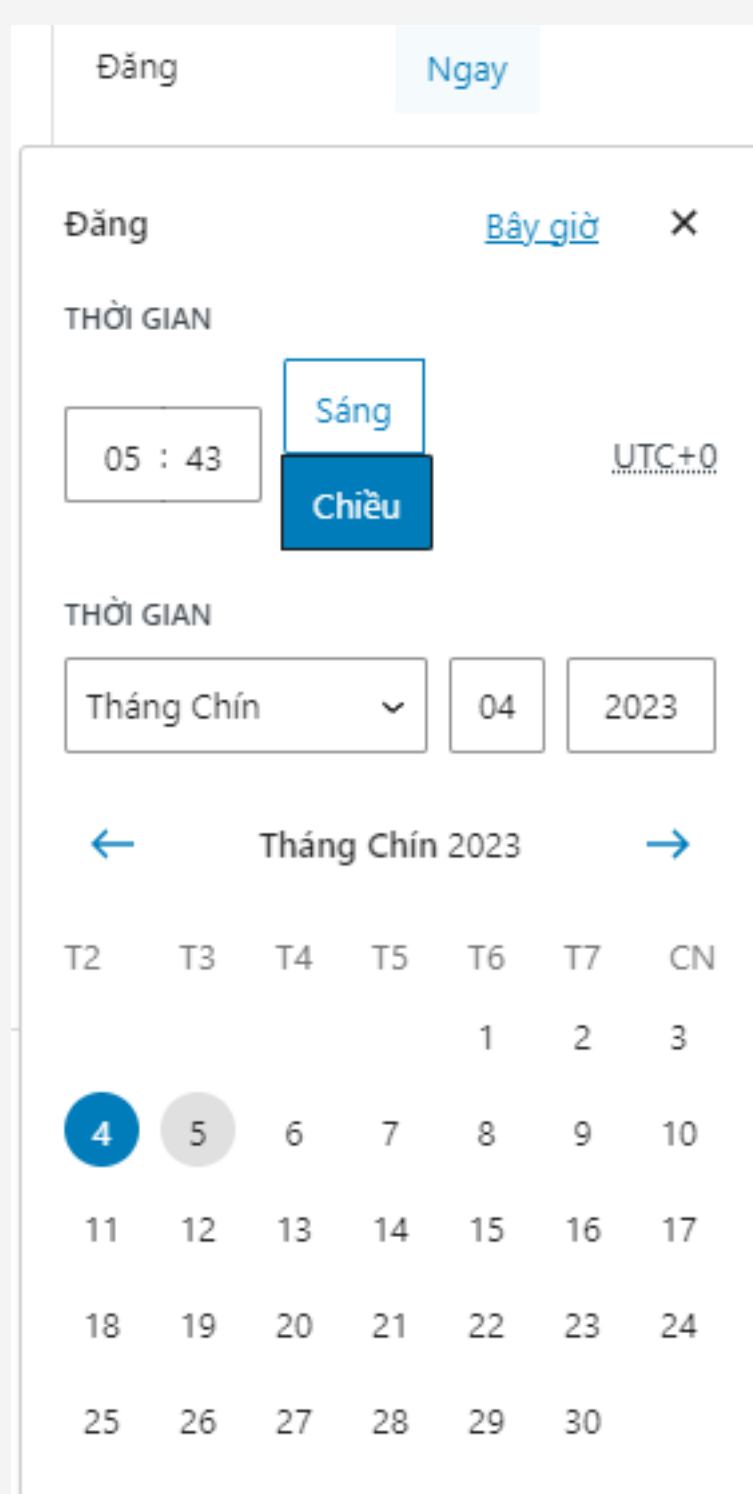 Đăng Ngay
Đăng Bây giờ ×
THỜI GIAN
Sáng
05 : 43 UTC+0
Chiều
THỜI GIAN
Tháng Chín 04 2023
← Tháng Chín 2023 →
T2 T3 T4 T5 T6 T7 CN
1 2 3
4 5 6 7 8 9 10
11 12 13 14 15 16 17
18 19 20 21 22 23 24
25 26 27 28 29 30